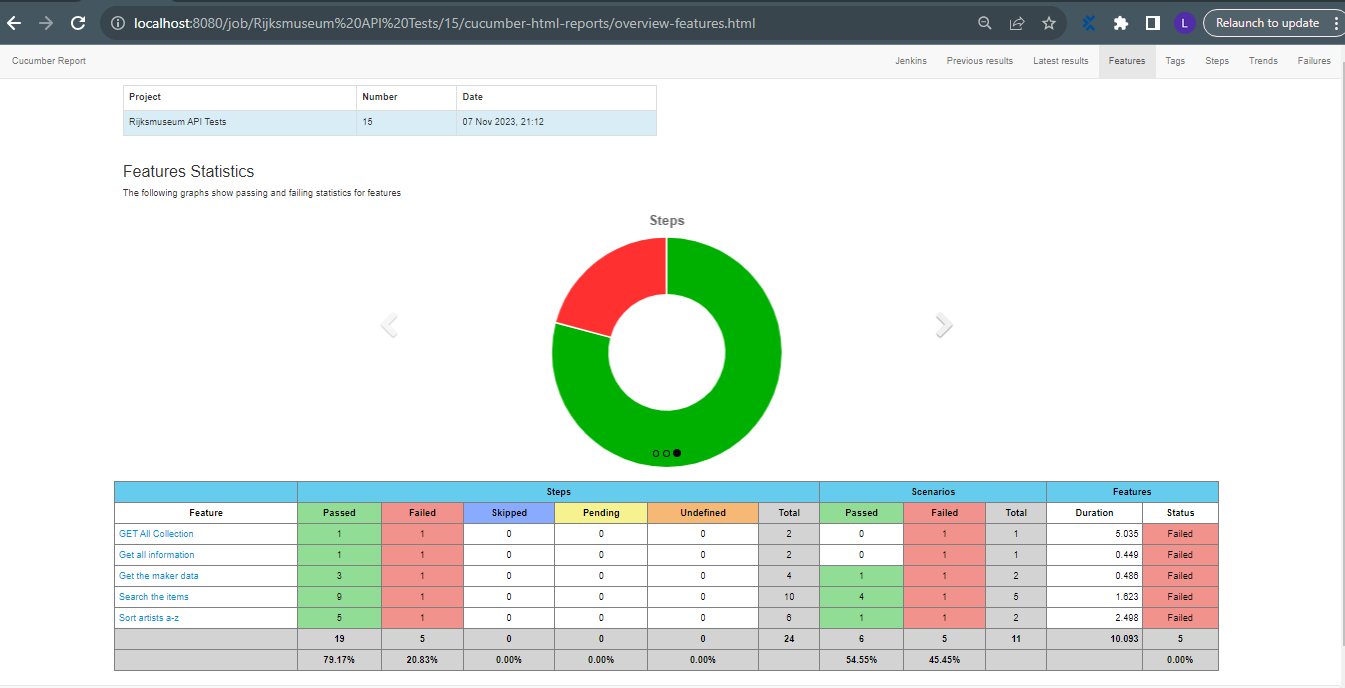 localhost:8080/job/Rijksmuseum%20API%20Tests/15/cucumber-html-reports/overview-features.html L Relaunch to update
Cucumber Report Jenkins Previous results Latest results Features Tags Steps Trends Failures
Project Number Date
Rijksmuseum API Tests 15 07 Nov 2023, 21:12
Features Statistics
The following graphs show passing and failing statistics for features
Steps
Steps Scenarios Features
Feature Passed Failed Skipped Pending Undefined Total Passed Failed Total Duration Status
GET All Collection 1 1 0 0 0 2 0 1 1 5.035 Failed
Get all information 1 1 0 0 0 2 0 1 1 0.449 Failed
Get the maker data 3 1 0 0 0 4 1 1 2 0.486 Failed
Search the items 9 1 0 0 0 10 4 1 5 1.623 Failed
Sort artists a-z 5 1 0 0 0 6 1 1 2 2.498 Failed
19 5 0 0 0 24 6 5 11 10.093 5
79.17% 20.83% 0.00% 0.00% 0.00% 54.55% 45.45% 0.00%